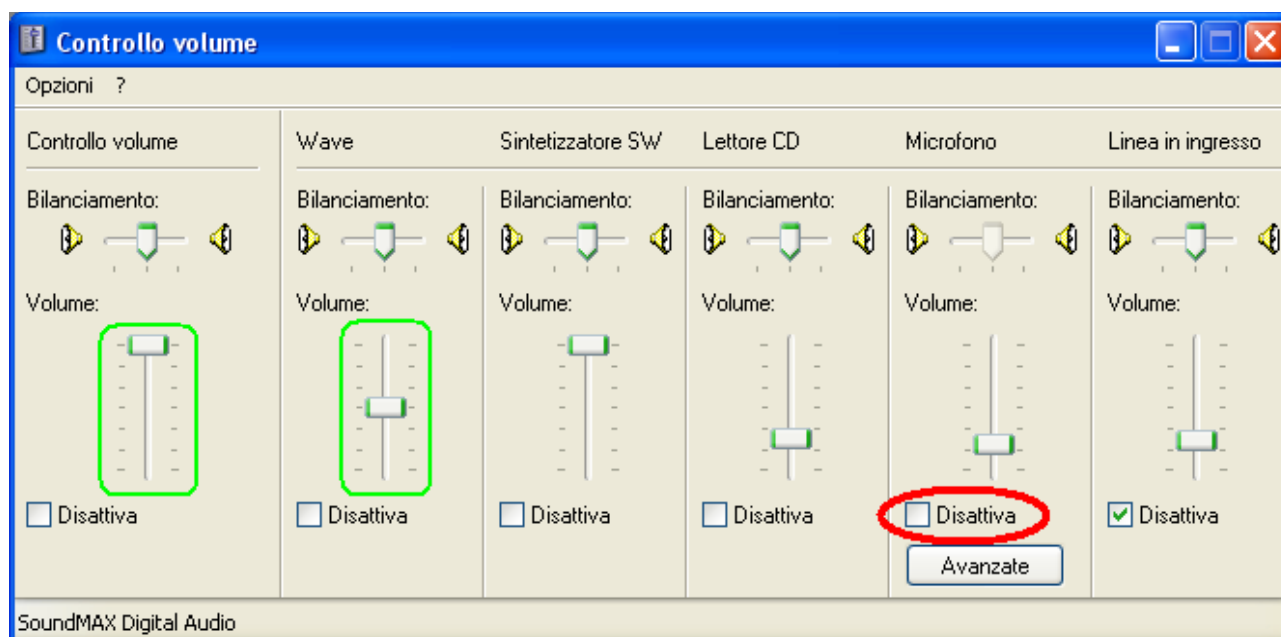 Controllo volume
Opzioni ?
Controllo volume Wave Sintetizzatore SW Lettore CD Microfono Linea in ingresso
Bilanciamento: Bilanciamento: Bilanciamento: Bilanciamento: Bilanciamento: Bilanciamento:
Volume: Volume: Volume: Volume: Volume: Volume:
Disattiva Disattiva Disattiva Disattiva Disattiva Disattiva
Avanzate
SoundMAX Digital Audio